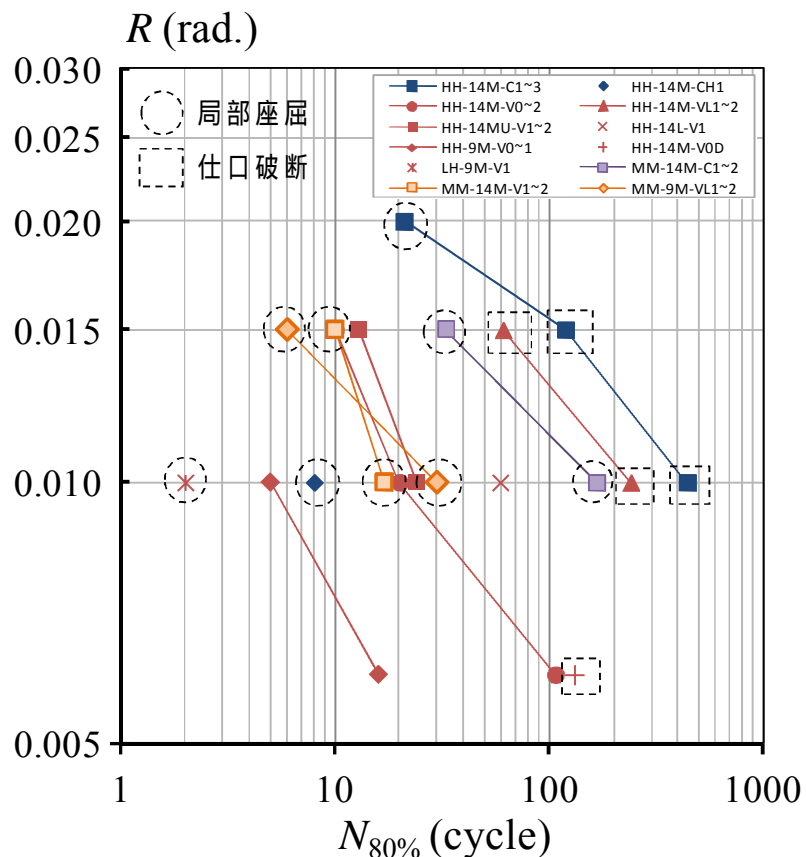 R (rad.)
0.030
0.025
0.020
0.015
0.010
0.005
局部座屈
仕口破断
HH-14M-C1~3
HH-14M-CH1
HH-14M-V0~2
HH-14M-VL1~2
HH-14MU-V1~2
HH-14L-V1
HH-9M-V0~1
HH-14M-V0D
LH-9M-V1
MM-14M-C1~2
MM-14M-V1~2
MM-9M-VL1~2
1
10
100
1000
N80% (cycle)